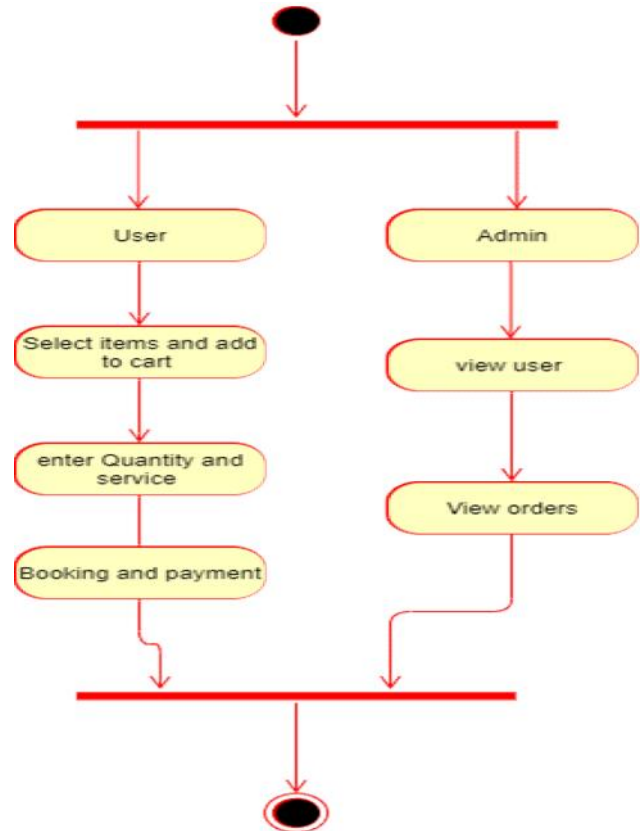 User
Admin
Select items and add
to cart
view user
enter Quantity and
service
View orders
Booking and payment